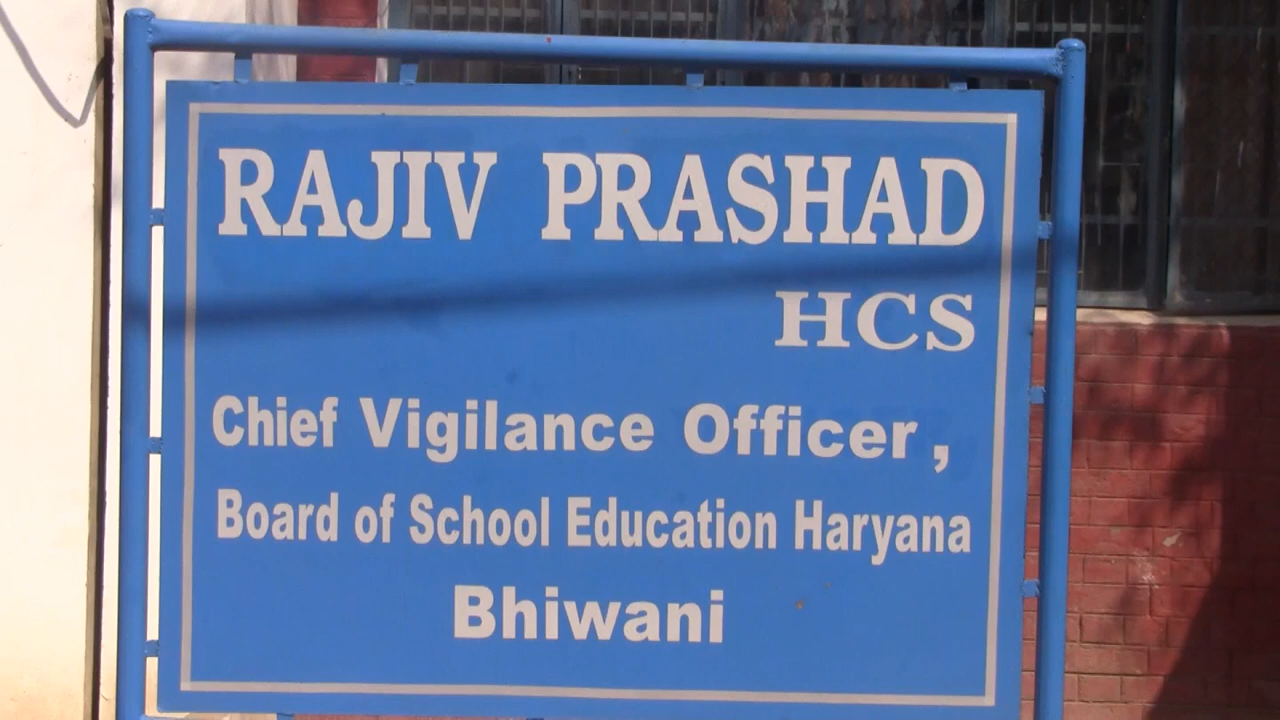 RAJIV PRASHAD
HCS
Chief Vigilance Officer,
Board of School Education Haryana
Bhiwani